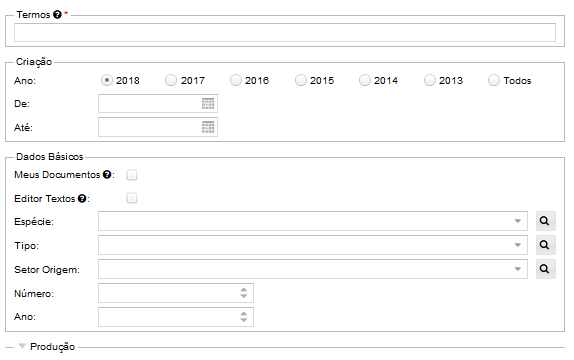 Termos ? *
Criação
Ano: 2018 2017 2016 2015 2014 2013 Todos
De:
Até:
Dados Básicos
Meus Documentos ?:
Editor Textos ?:
Espécie:
Tipo:
Setor Origem:
Número:
Ano:
Produção